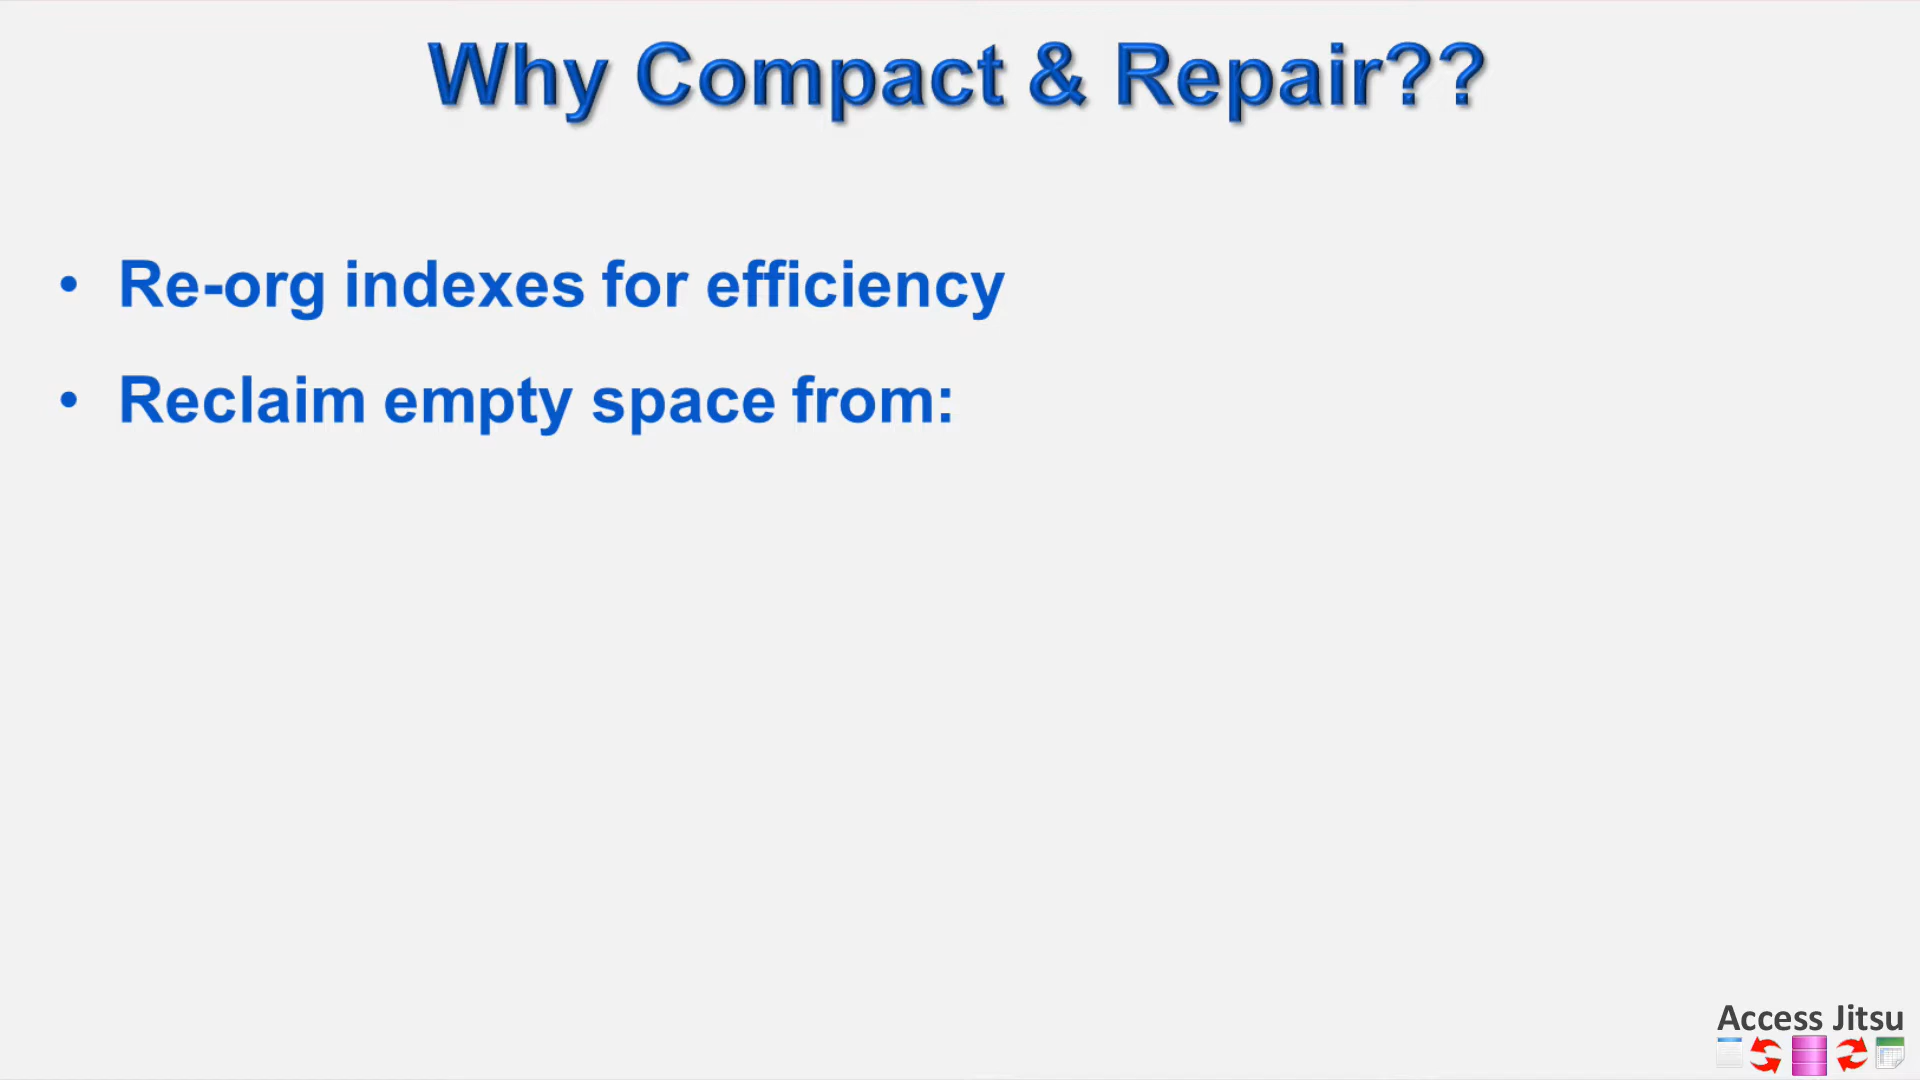 Why Compact & Repair??
• Re-org indexes for efficiency
• Reclaim empty space from:
Access Jitsu